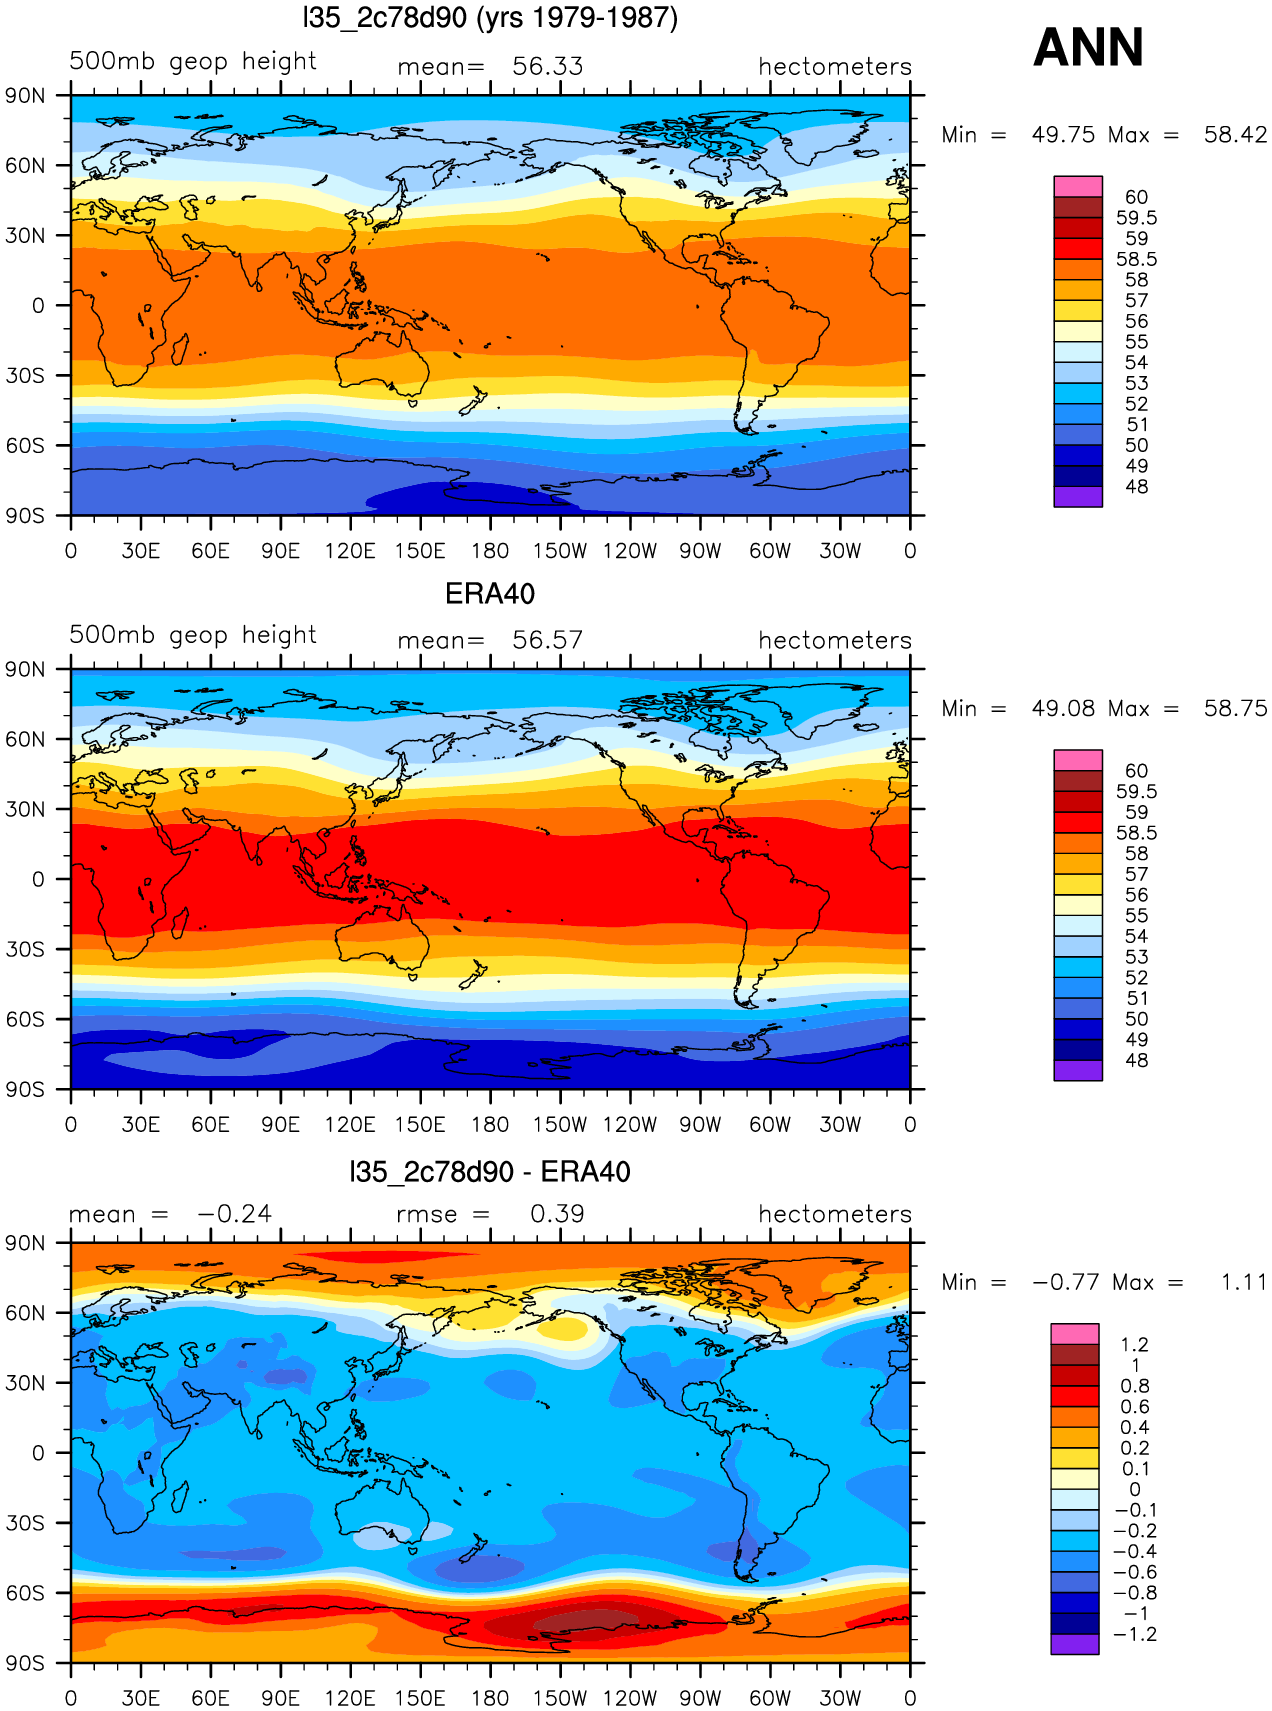 l35_2c78d90 (yrs 1979-1987)
ANN
500mb geop height mean= 56.33 hectometers
Min = 49.75 Max = 58.42
90N
60N
30N
0
30S
60S
90S
0 30E 60E 90E 120E 150E 180 150W 120W 90W 60W 30W 0
60
59.5
59
58.5
58
57
56
55
54
53
52
51
50
49
48
ERA40
500mb geop height mean= 56.57 hectometers
Min = 49.08 Max = 58.75
90N
60N
30N
0
30S
60S
90S
0 30E 60E 90E 120E 150E 180 150W 120W 90W 60W 30W 0
60
59.5
59
58.5
58
57
56
55
54
53
52
51
50
49
48
l35_2c78d90 - ERA40
mean = −0.24 rmse = 0.39 hectometers
Min = −0.77 Max = 1.11
90N
60N
30N
0
30S
60S
90S
0 30E 60E 90E 120E 150E 180 150W 120W 90W 60W 30W 0
1.2
1
0.8
0.6
0.4
0.2
0.1
0
−0.1
−0.2
−0.4
−0.6
−0.8
−1
−1.2